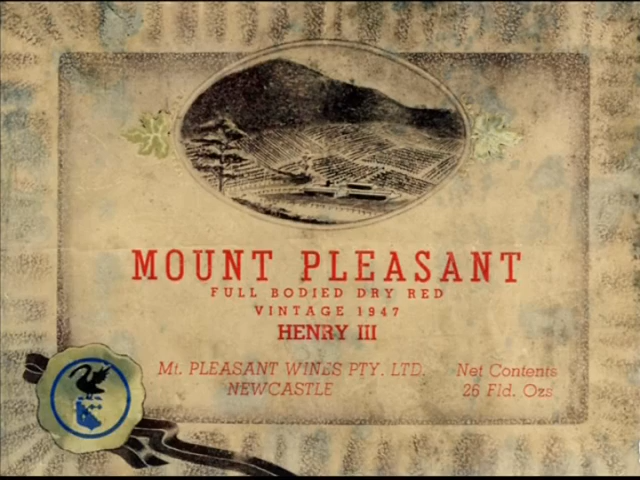 MOUNT PLEASANT
FULL BODIED DRY RED
VINTAGE 1947
HENRY III
Mt. PLEASANT WINES PTY. LTD.
NEWCASTLE
Net Contents
26 Fld. Ozs